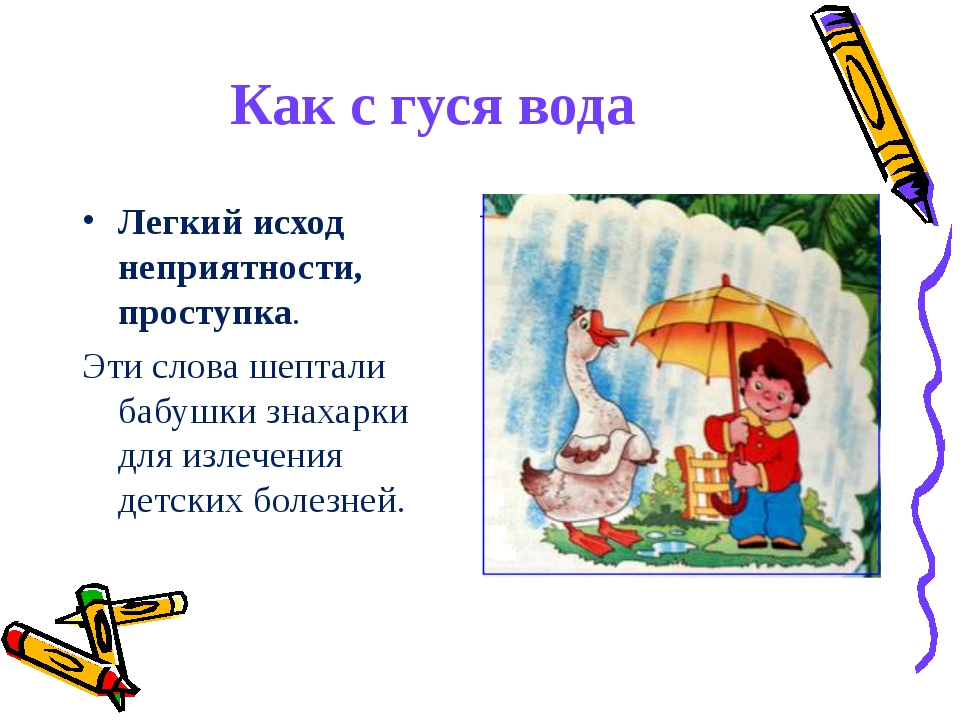 Как с гуся вода
• Легкий исход
неприятности,
проступка.
Эти слова шептали
бабушки знахарки
для излечения
детских болезней.